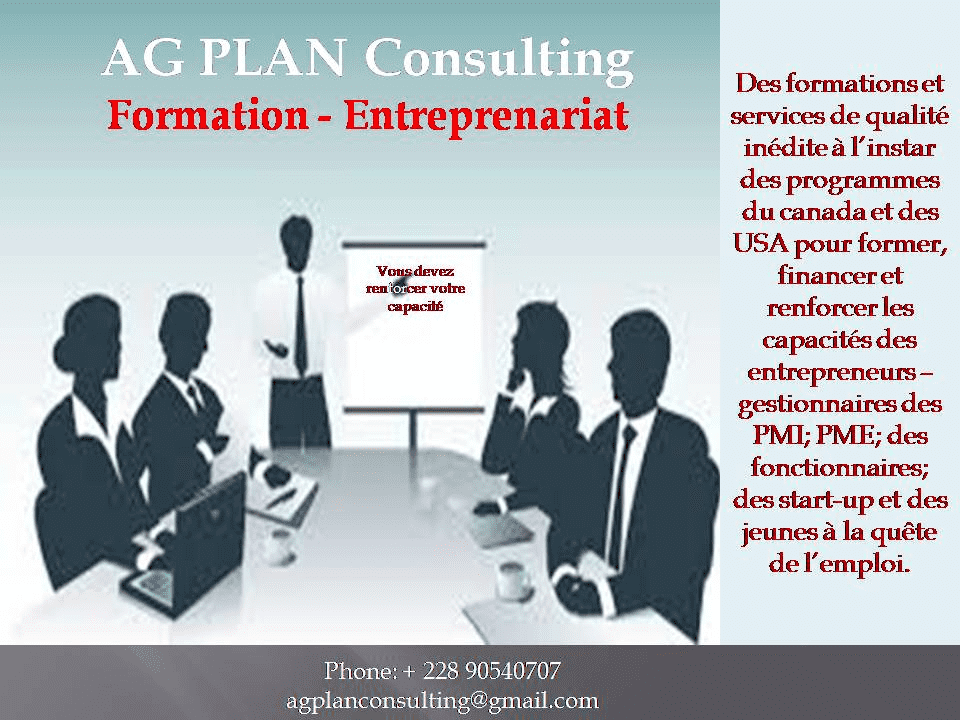 AG PLAN Consulting
Formation - Entreprenariat
Vous devez
renforcer votre
capacité
Des formations et
services de qualité
inédite à l'instar
des programmes
du canada et des
USA pour former,
financer et
renforcer les
capacités des
entrepreneurs –
gestionnaires des
PMI; PME; des
fonctionnaires;
des start-up et des
jeunes à la quête
de l'emploi.
Phone: + 228 90540707
agplanconsulting@gmail.com